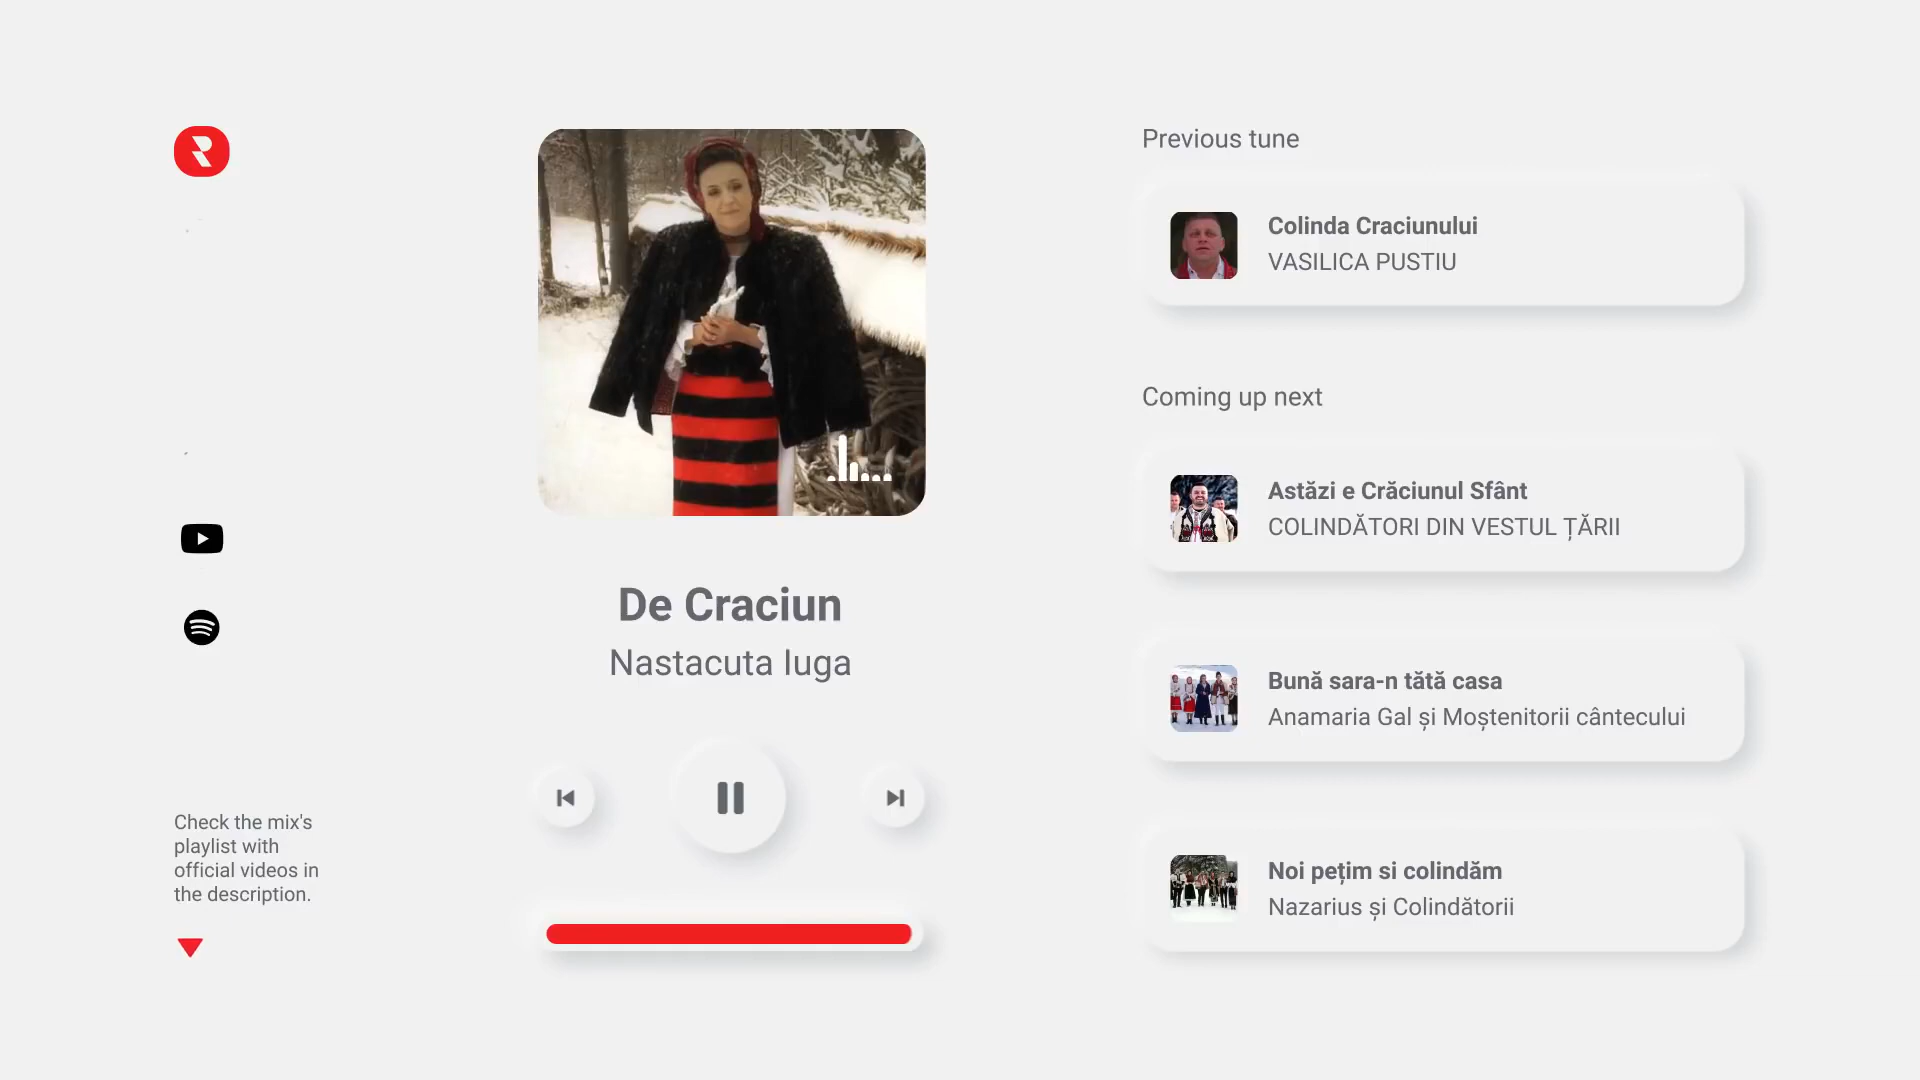 Check the mix's
playlist with
official videos in
the description.
De Craciun
Nastacuta Iuga
Previous tune
Colinda Craciunului
VASILICA PUSTIU
Coming up next
Astăzi e Crăciunul Sfânt
COLINDĂTORI DIN VESTUL ȚĂRII
Bună sara-n tătă casa
Anamaria Gal și Moștenitorii cântecului
Noi pețim si colindăm
Nazarius și Colindătorii